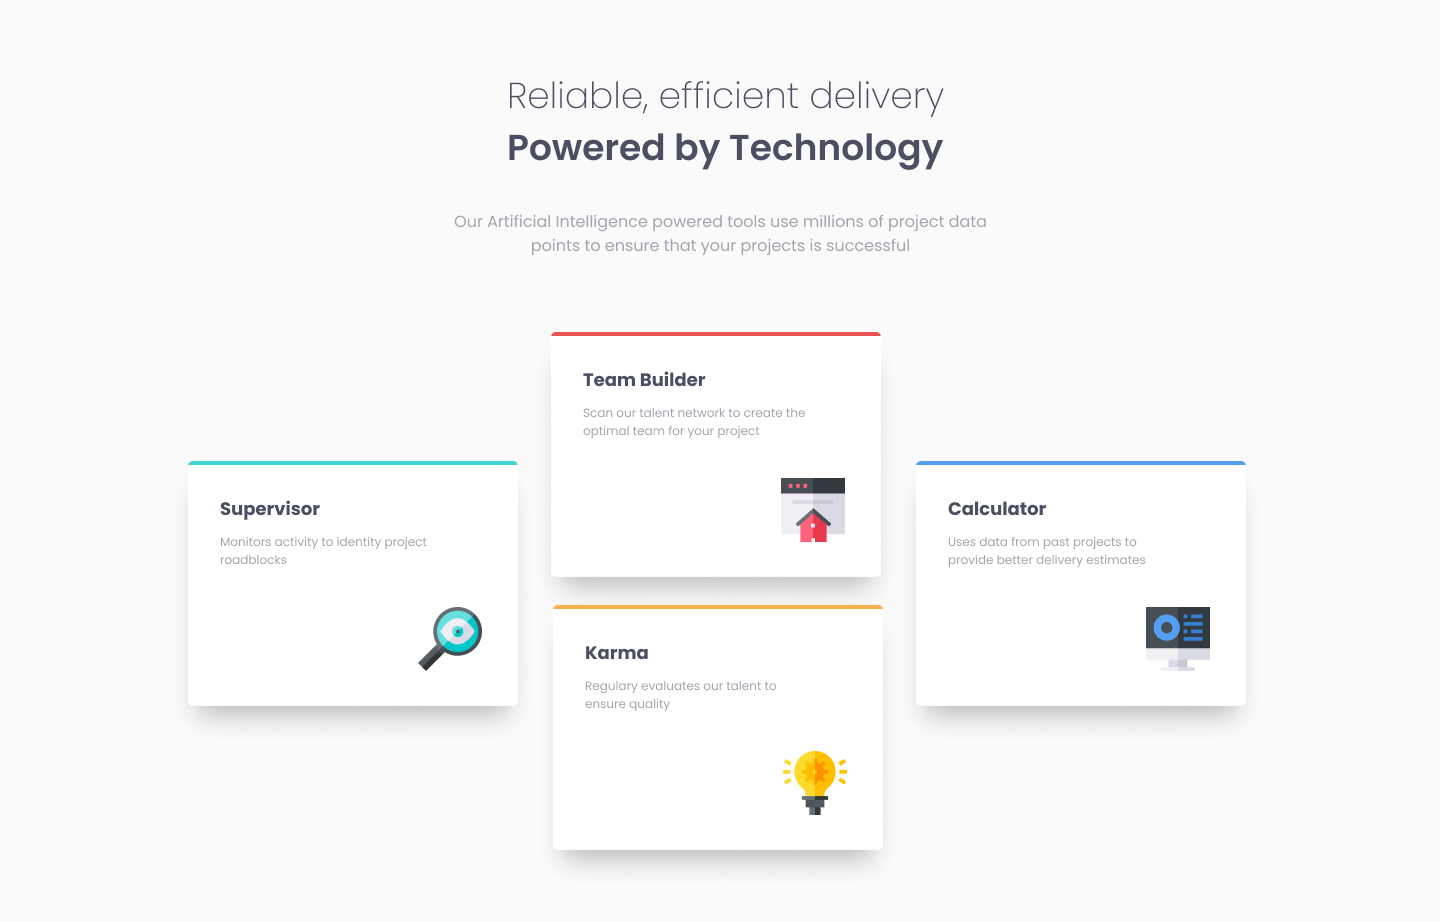 Reliable, efficient delivery
Powered by Technology
Our Artificial Intelligence powered tools use millions of project data
points to ensure that your projects is successful
Team Builder
Scan our talent network to create the
optimal team for your project
Supervisor
Monitors activity to identity project
roadblocks
Calculator
Uses data from past projects to
provide better delivery estimates
Karma
Regulary evaluates our talent to
ensure quality